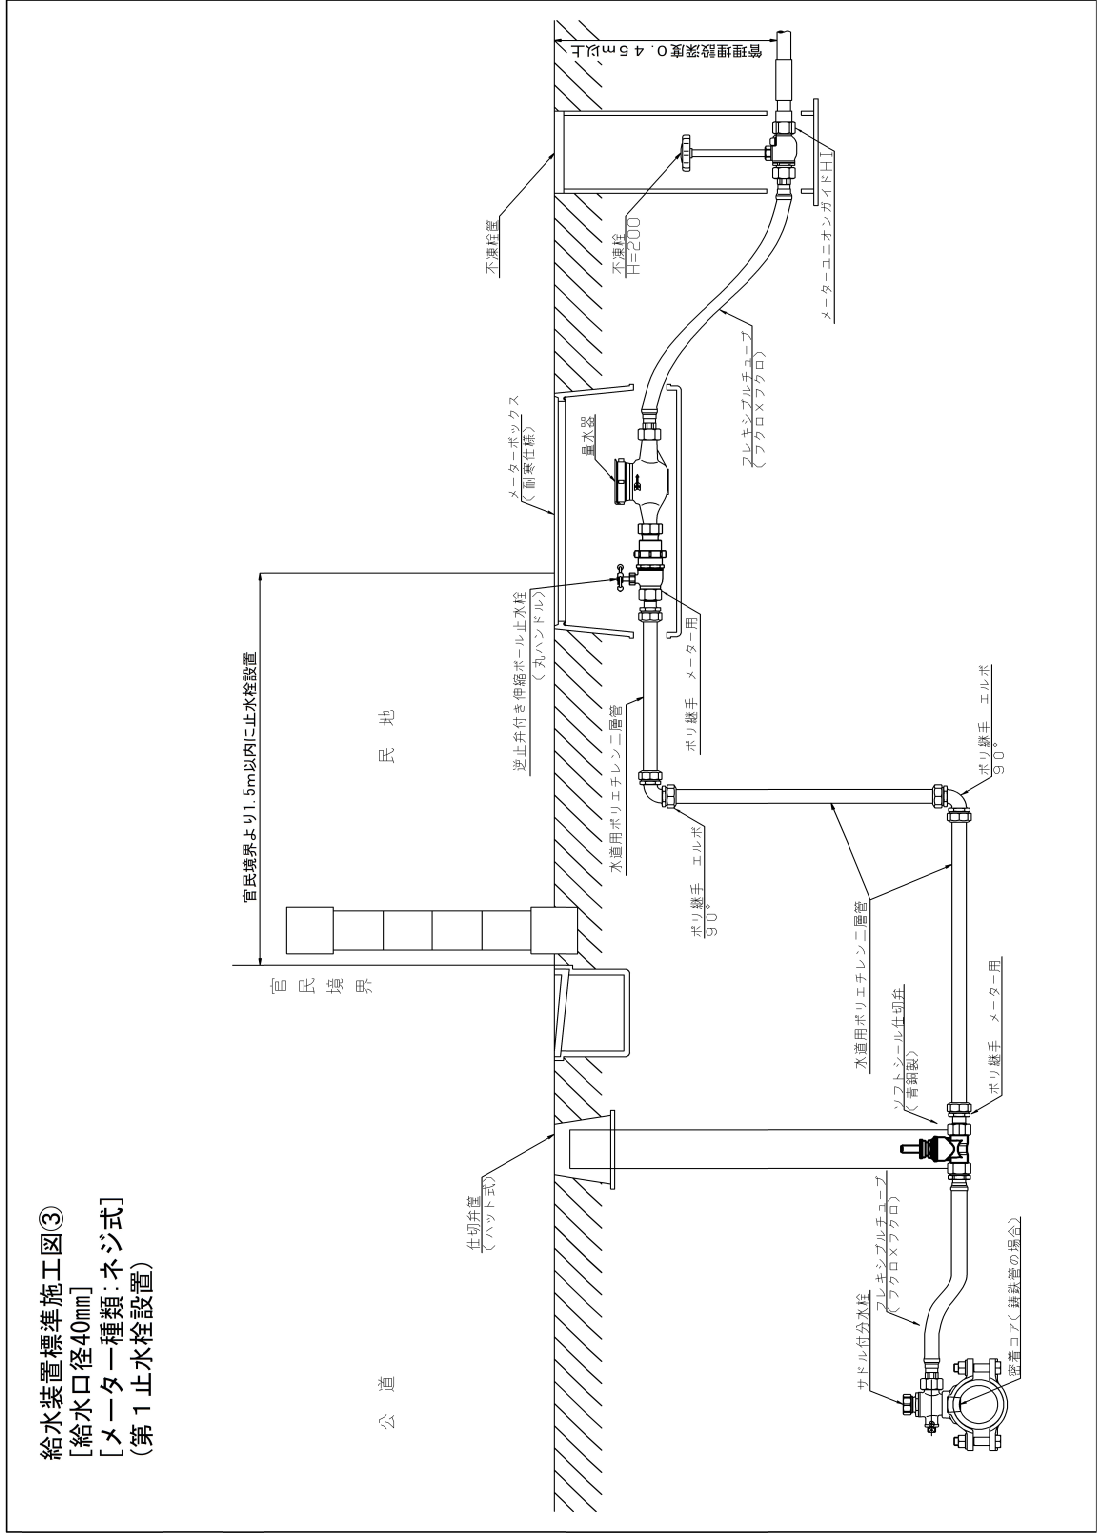 給水装置標準施工図③
[給水口径40mm]
[メーター種類：ネジ式]
(第１止水栓設置)
公　道
官　民　境　界
民　地
官民境界より1.5m以内に止水栓設置
仕切弁筐
(ハット式)
逆止弁付き伸縮ボール止水栓
(丸ハンドル)
メーターボックス
(耐寒仕様)
量水器
不凍栓筐
不凍栓
H=200
管理埋設深度0.45m以上
メーターユニオンガイドHI
フレキシブルチューブ
(フクロ×フクロ)
ポリ継手　メーター用
水道用ポリエチレン二層管
ポリ継手　エルボ
90°
ポリ継手　エルボ
90°
水道用ポリエチレン二層管
ソフトシール仕切弁
(青銅製)
ポリ継手　メーター用
フレキシブルチューブ
(フクロ×フクロ)
サドル付分水栓
密着コア(鋳鉄管の場合)